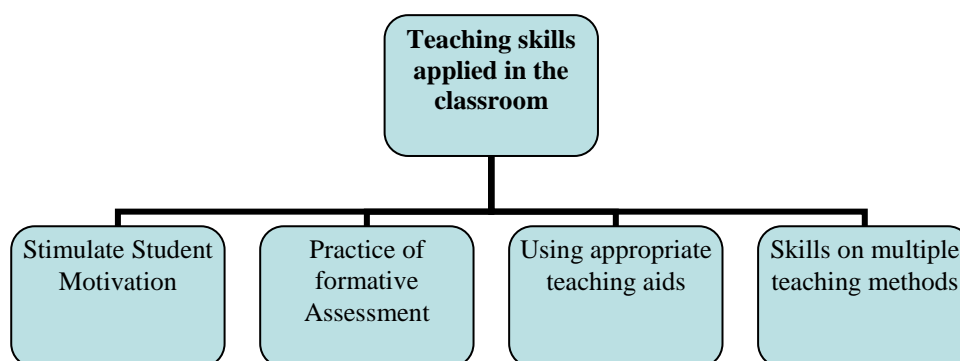 Teaching skills
applied in the
classroom
Stimulate Student
Motivation
Practice of
formative
Assessment
Using appropriate
teaching aids
Skills on multiple
teaching methods